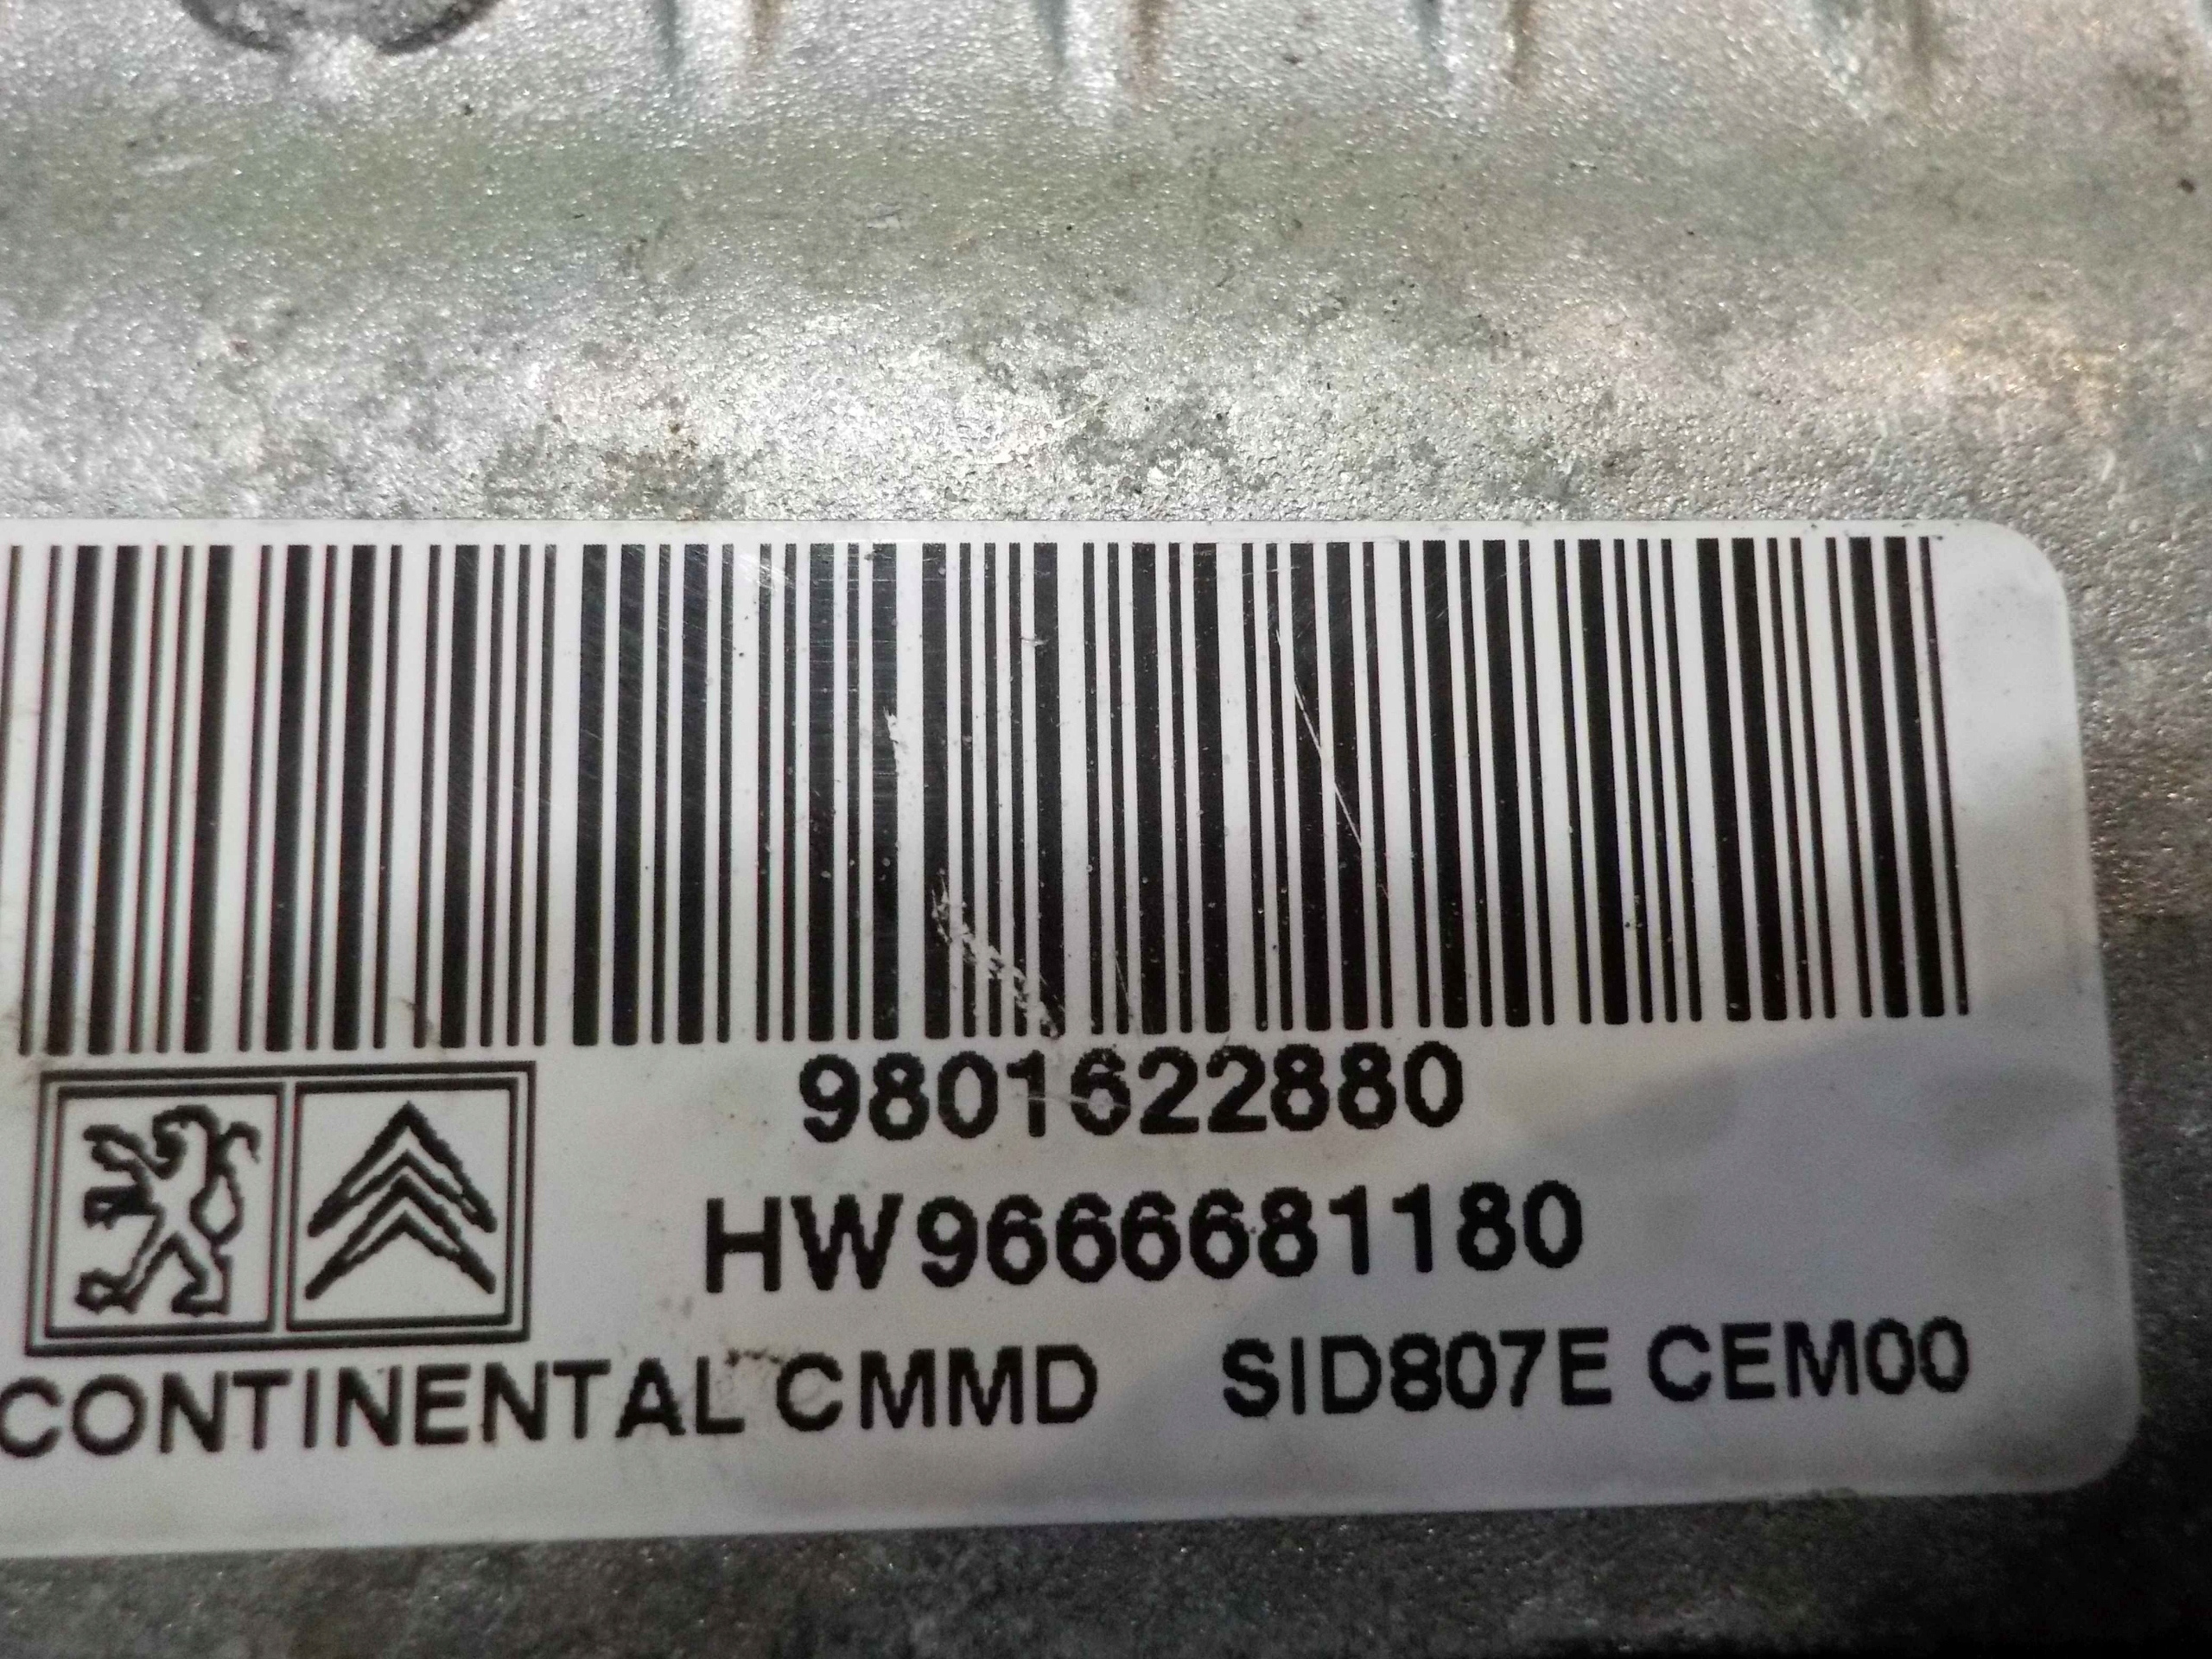 9801622880
HW9666681180
CONTINENTAL CMMD SID807E CEM00